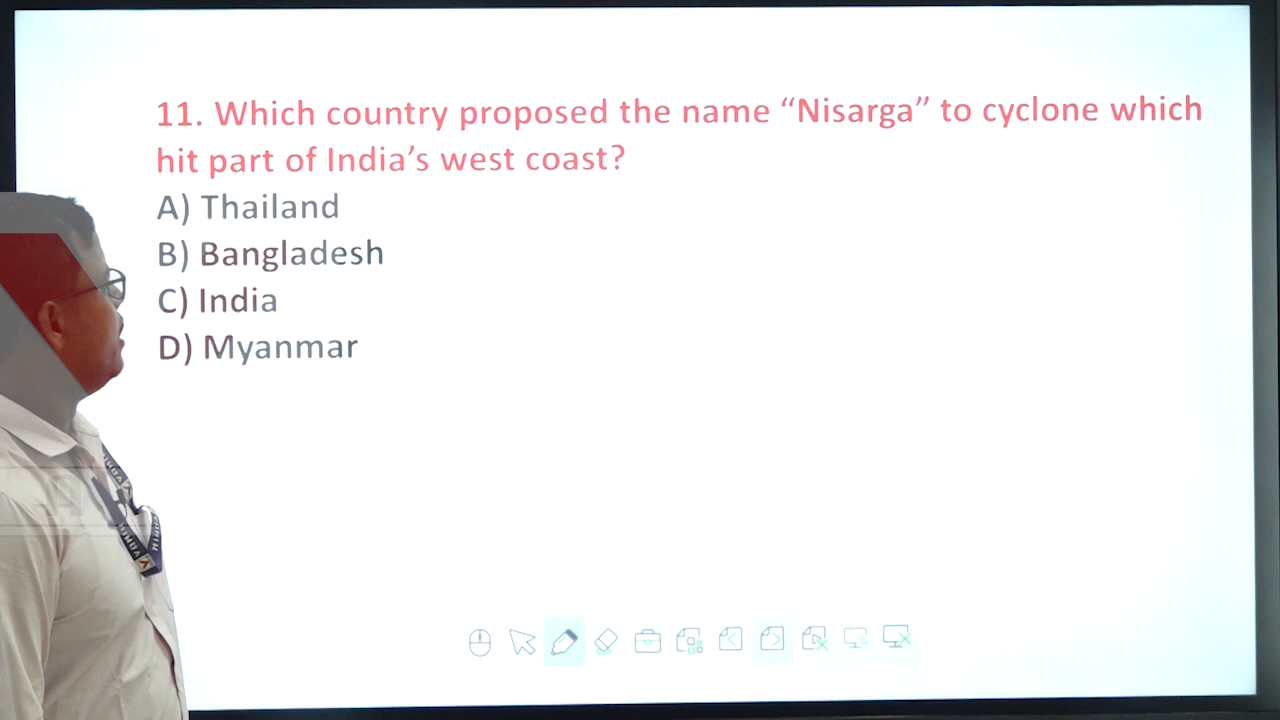 11. Which country proposed the name “Nisarga” to cyclone which
hit part of India’s west coast?
A) Thailand
B) Bangladesh
C) India
D) Myanmar